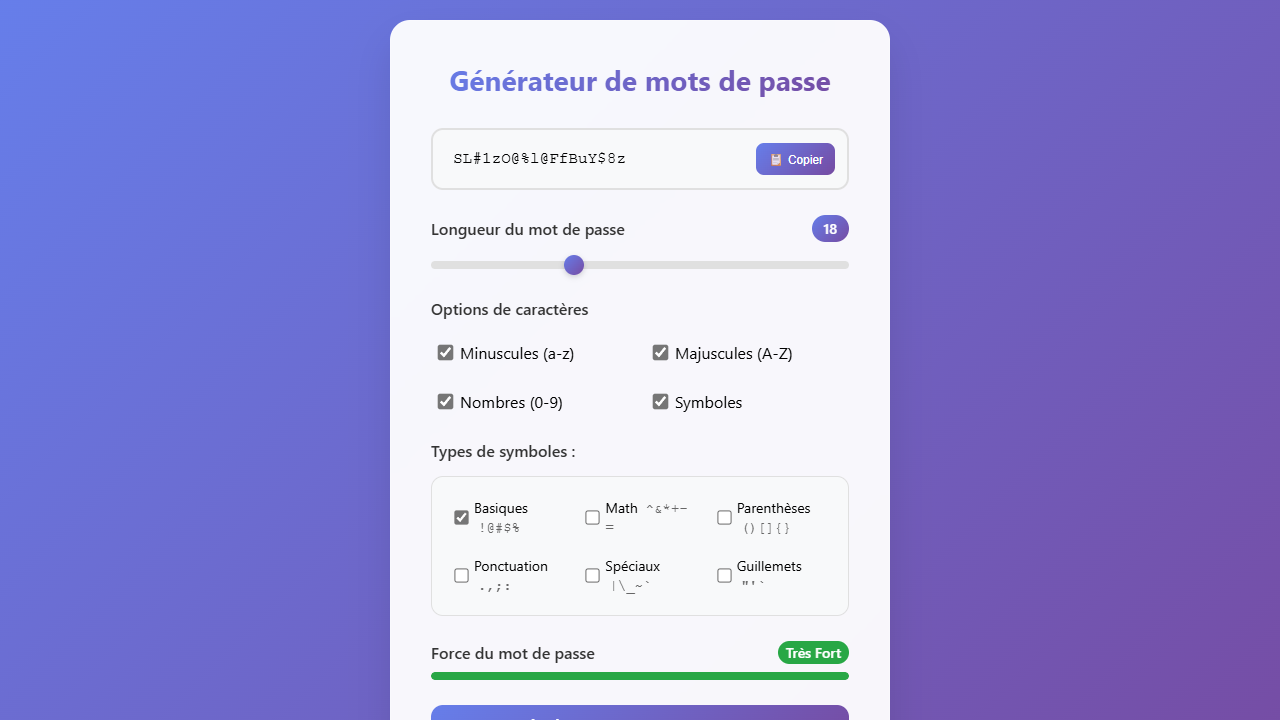 Générateur de mots de passe
SL#1zO@%l@FfBuY$8z
📋 Copier
Longueur du mot de passe
18
Options de caractères
Minuscules (a-z)
Majuscules (A-Z)
Nombres (0-9)
Symboles
Types de symboles :
Basiques
!@#$%
Math ^&*+-
=
Parenthèses
()[]{}
Ponctuation
.,;:
Spéciaux
|\_~`
Guillemets
"'`
Force du mot de passe
Très Fort